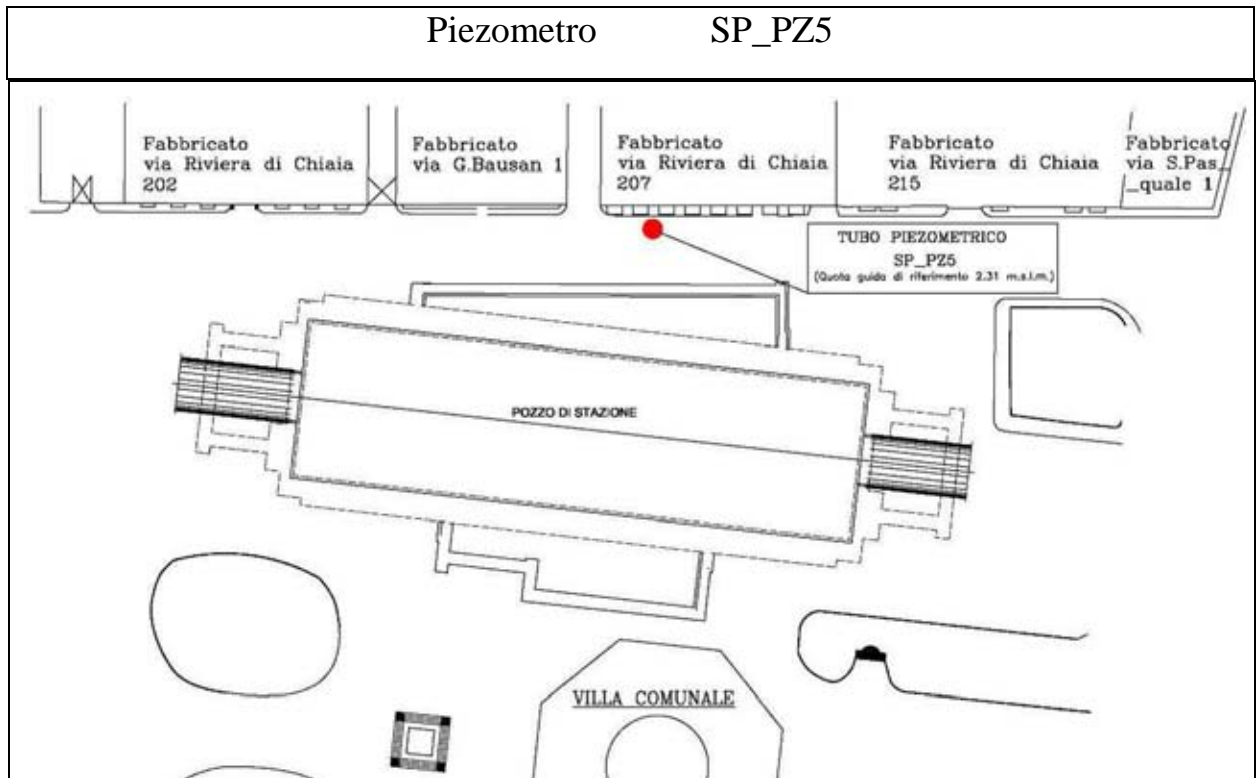 Piezometro SP_PZ5
Fabbricato
via Riviera di Chiaia
202
Fabbricato
via G.Bausan 1
Fabbricato
via Riviera di Chiaia
207
Fabbricato
via Riviera di Chiaia
215
Fabbricato
via S.Pas_
_quale 1
TUBO PIEZOMETRICO
SP_PZ5
(Quota guida di riferimento 2.31 m.s.l.m.)
POZZO DI STAZIONE
VILLA COMUNALE